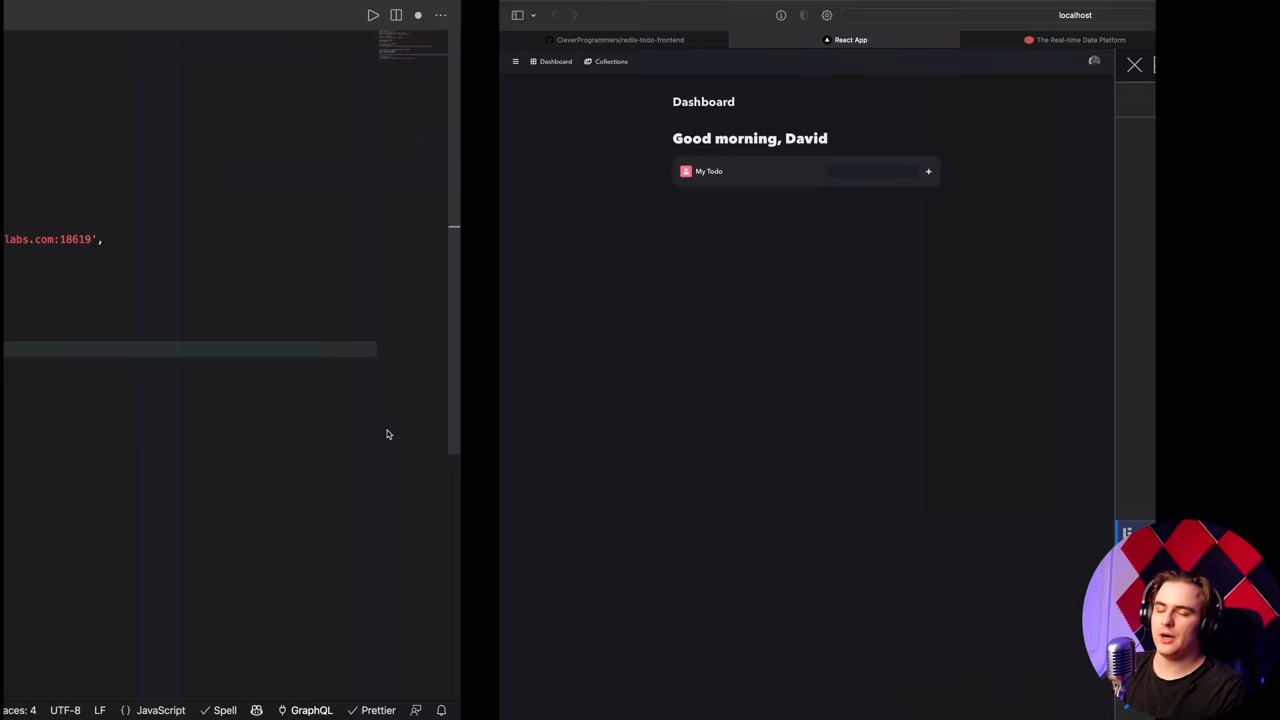 localhost
CleverProgrammers/redis-todo-frontend
React App
The Real-time Data Platform
Dashboard
Collections
Dashboard
Good morning, David
My Todo
+
labs.com:18619',
aces: 4
UTF-8
LF
{} JavaScript
Spell
GraphQL
Prettier